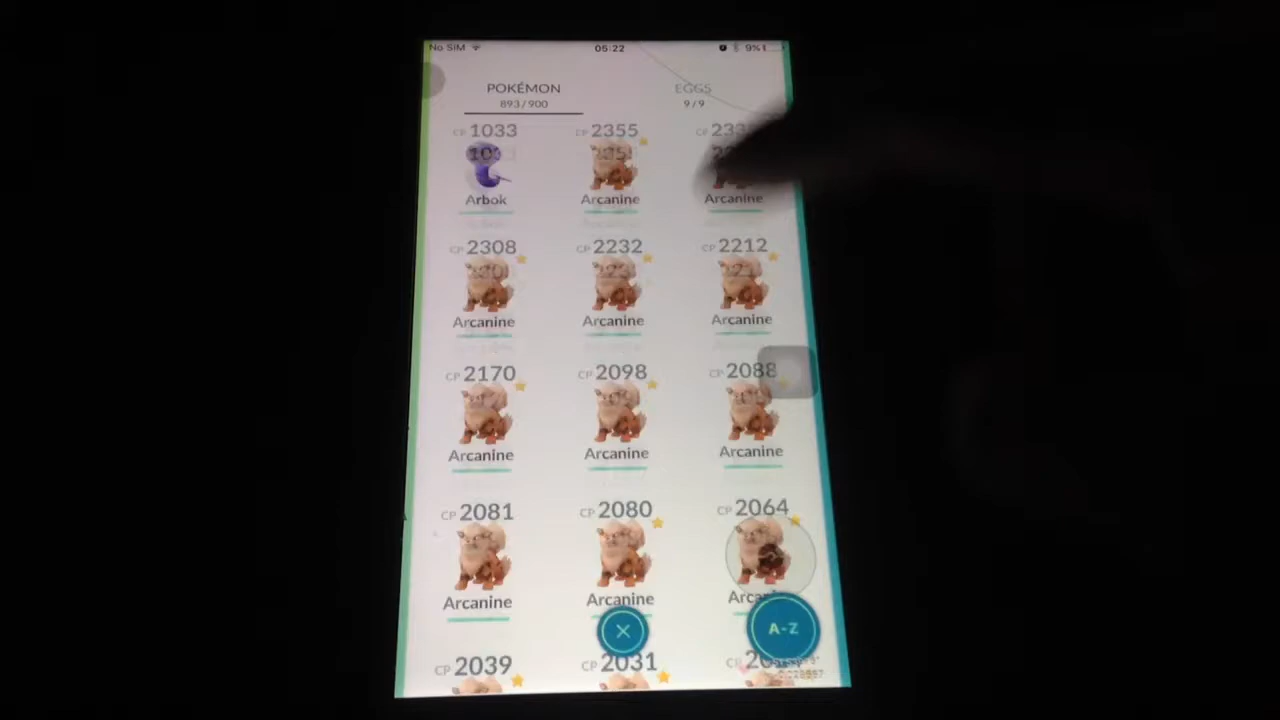 No SIM 05:22 9%
POKÉMON EGGS
893/900 9/9
CP 1033 CP 2355 CP
Arbok Arcanine Arcanine
CP 2308 CP 2232 CP 2212
Arcanine Arcanine Arcanine
CP 2170 CP 2098 CP 2088
Arcanine Arcanine Arcanine
CP 2081 CP 2080 CP 2064
Arcanine Arcanine
A-Z
CP 2039 CP 2031